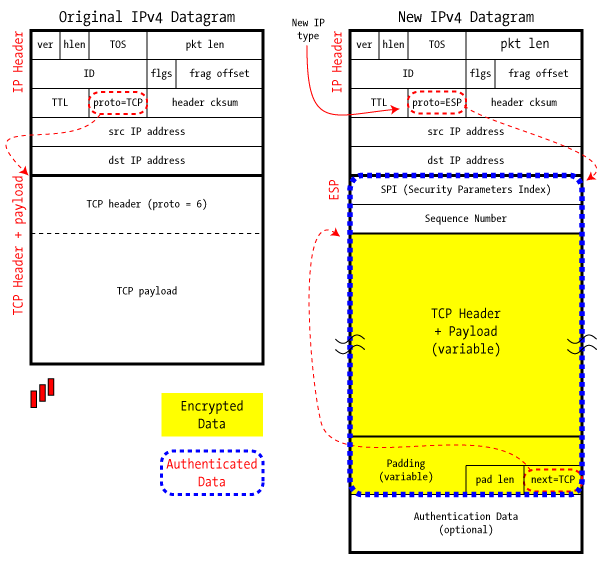 Original IPv4 Datagram
IP Header
ver hlen TOS pkt len
ID flgs frag offset
TTL proto=TCP header cksum
src IP address
dst IP address
TCP Header + payload
TCP header (proto = 6)
TCP payload
Encrypted
Data
Authenticated
Data
New IPv4 Datagram
New IP
type
IP Header
ver hlen TOS pkt len
ID flgs frag offset
TTL proto=ESP header cksum
src IP address
dst IP address
ESP
SPI (Security Parameters Index)
Sequence Number
TCP Header
+ Payload
(variable)
Padding
(variable)
pad len next=TCP
Authentication Data
(optional)